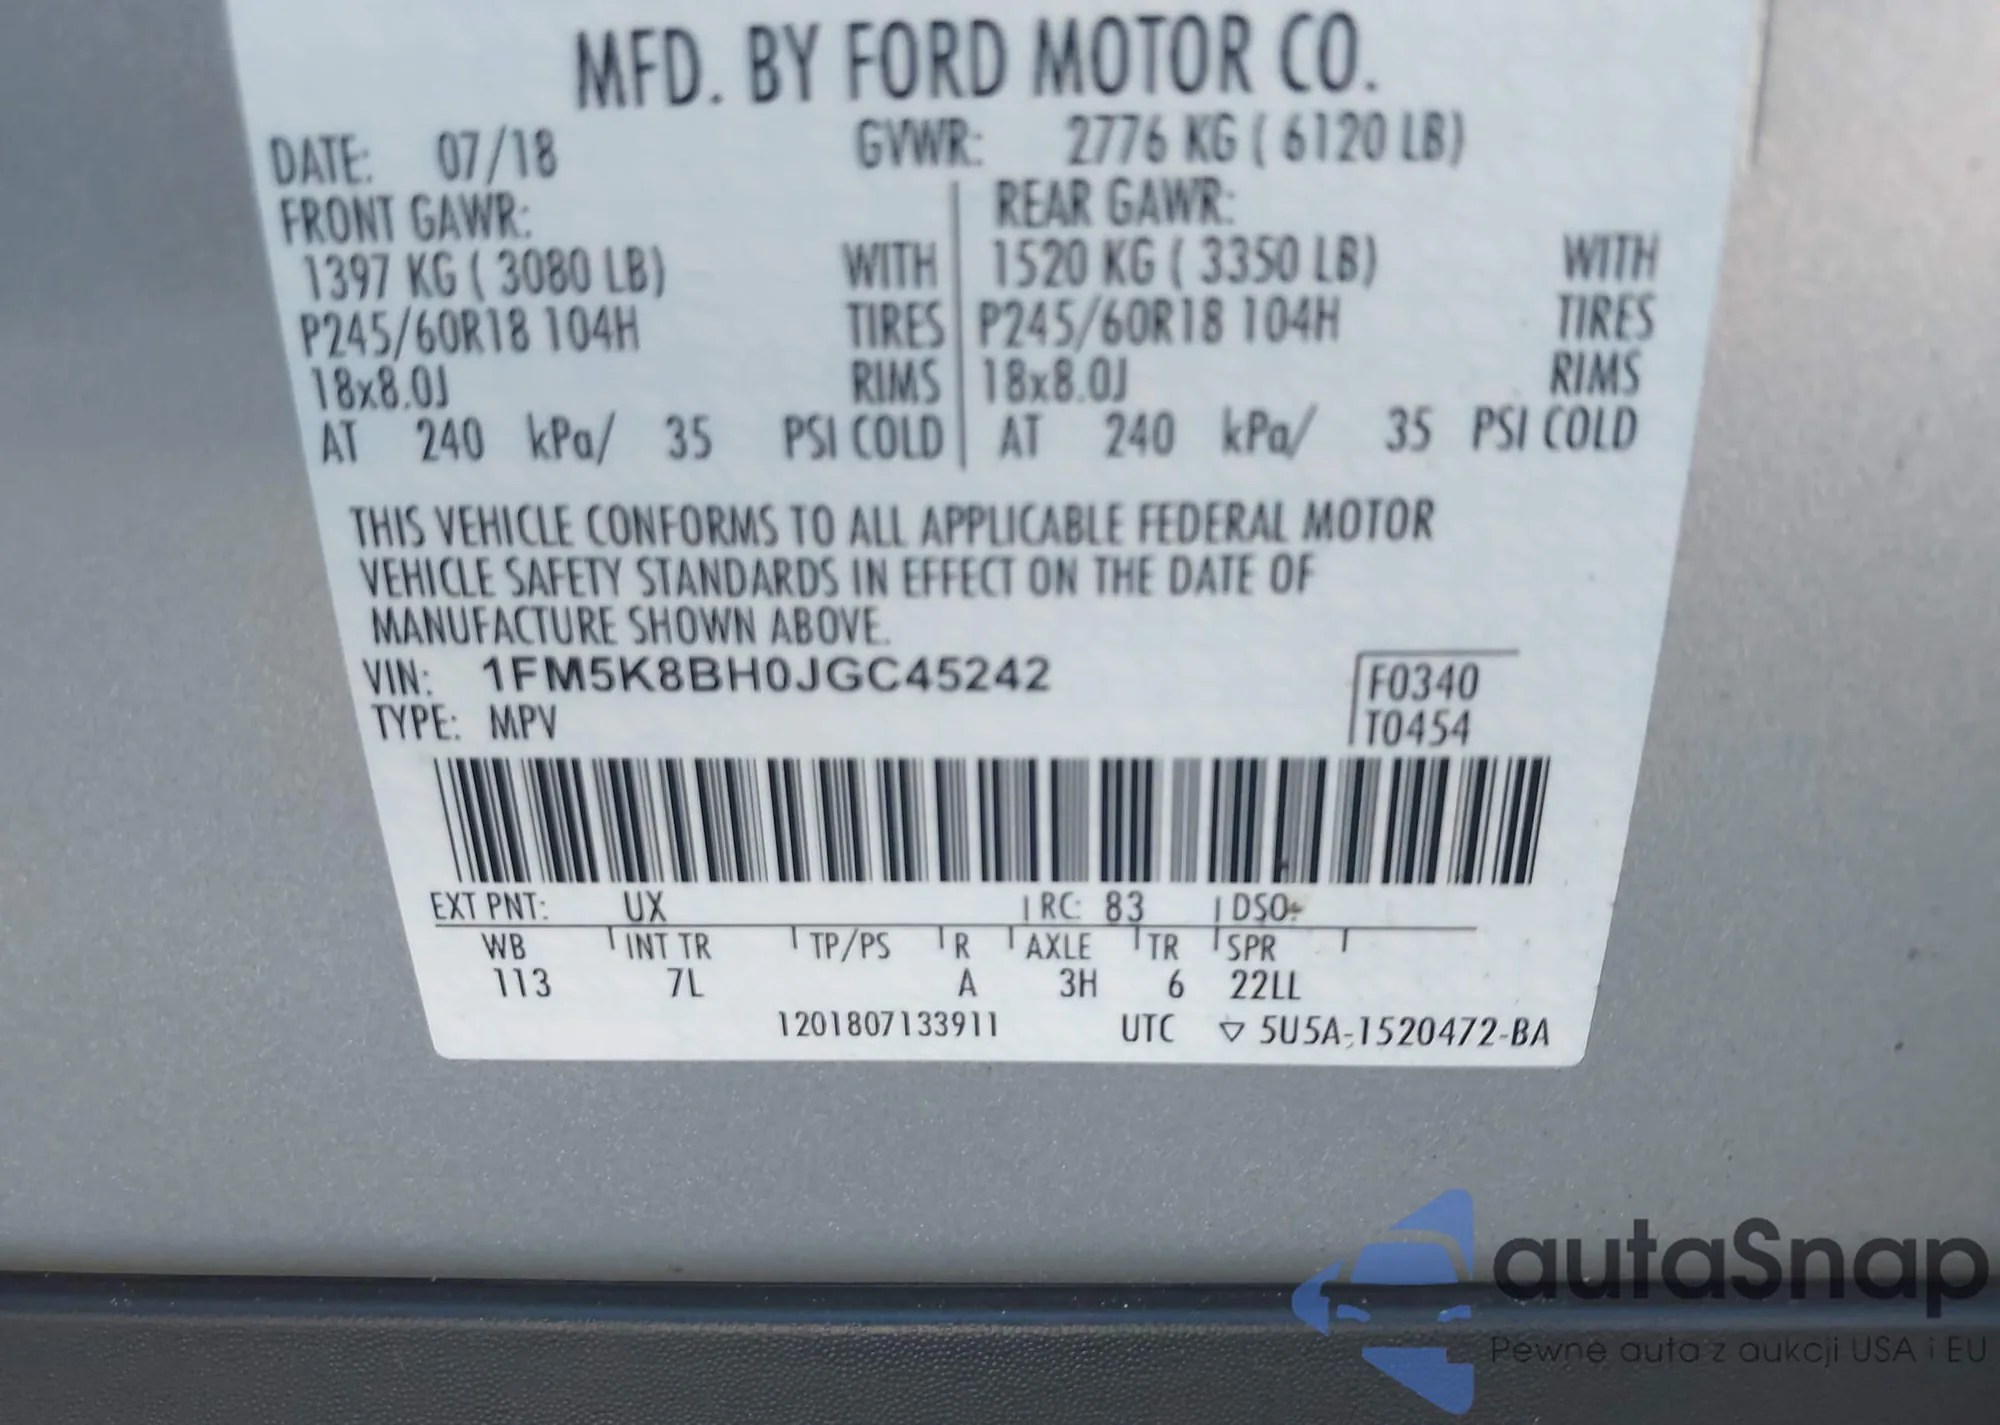 MFD. BY FORD MOTOR CO.
DATE: 07/18 GVWR: 2776 KG ( 6120 LB)
FRONT GAWR: REAR GAWR:
1397 KG ( 3080 LB) WITH 1520 KG ( 3350 LB) WITH
P245/60R18 104H TIRES P245/60R18 104H TIRES
18x8.0J RIMS 18x8.0J RIMS
AT 240 kPa/ 35 PSI COLD AT 240 kPa/ 35 PSI COLD
THIS VEHICLE CONFORMS TO ALL APPLICABLE FEDERAL MOTOR
VEHICLE SAFETY STANDARDS IN EFFECT ON THE DATE OF
MANUFACTURE SHOWN ABOVE.
VIN: 1FM5K8BH0JGC45242 F0340
TYPE: MPV T0454
EXT PNT: UX RC: 83 DSO:
WB INT TR TP/PS R AXLE TR SPR
113 7L A 3H 6 22LL
1201807133911 UTC ▽ 5U5A-1520472-BA
autaSnap
Pewne auta z aukcji USA i EU